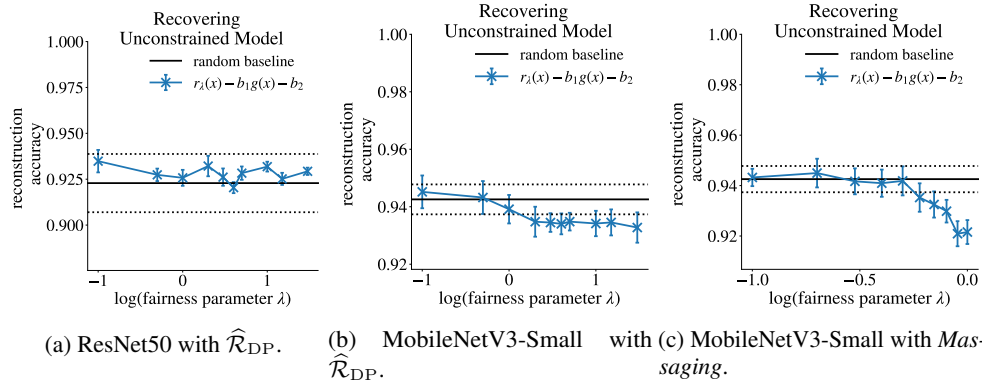 Recovering
Unconstrained Model
random baseline
rλ(x) − b1g(x) − b2
1.000
0.975
0.950
0.925
0.900
reconstruction
accuracy
−1
0
1
log(fairness parameter λ)
(a) ResNet50 with R̂DP.
Recovering
Unconstrained Model
random baseline
rλ(x) − b1g(x) − b2
1.00
0.98
0.96
0.94
0.92
reconstruction
accuracy
−1
0
1
log(fairness parameter λ)
(b) MobileNetV3-Small with
R̂DP.
Recovering
Unconstrained Model
random baseline
rλ(x) − b1g(x) − b2
1.00
0.98
0.96
0.94
0.92
reconstruction
accuracy
−1.0
−0.5
0.0
log(fairness parameter λ)
(c) MobileNetV3-Small with Mas-
saging.